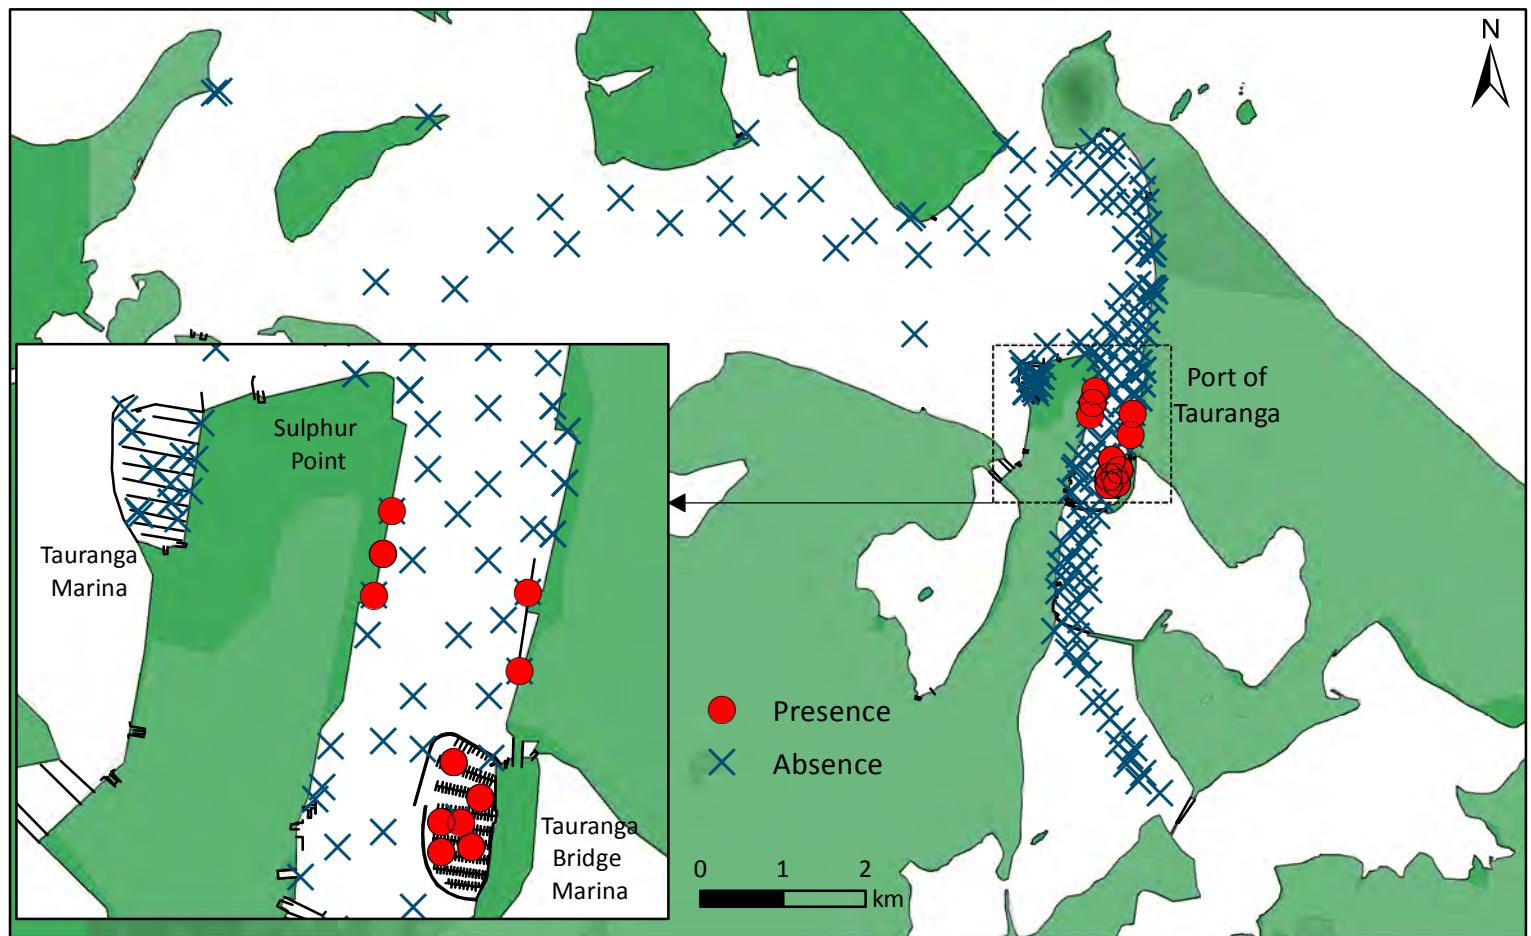 N
Port of
Tauranga
Sulphur
Point
Tauranga
Marina
Presence
Absence
Tauranga
Bridge
Marina
0 1 2
km